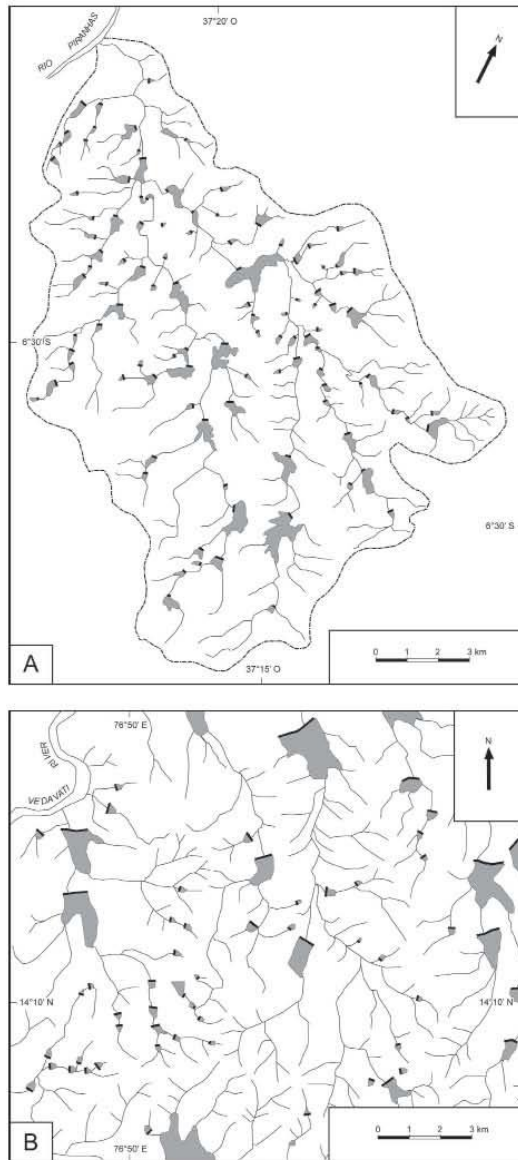 37°20' O
RIO PIRANHAS
N
6°30' S
6°30' S
A
37°15' O
0 1 2 3 km
76°50' E
VEDAVATI RIVER
N
14°10' N
14°10' N
B
76°50' E
0 1 2 3 km